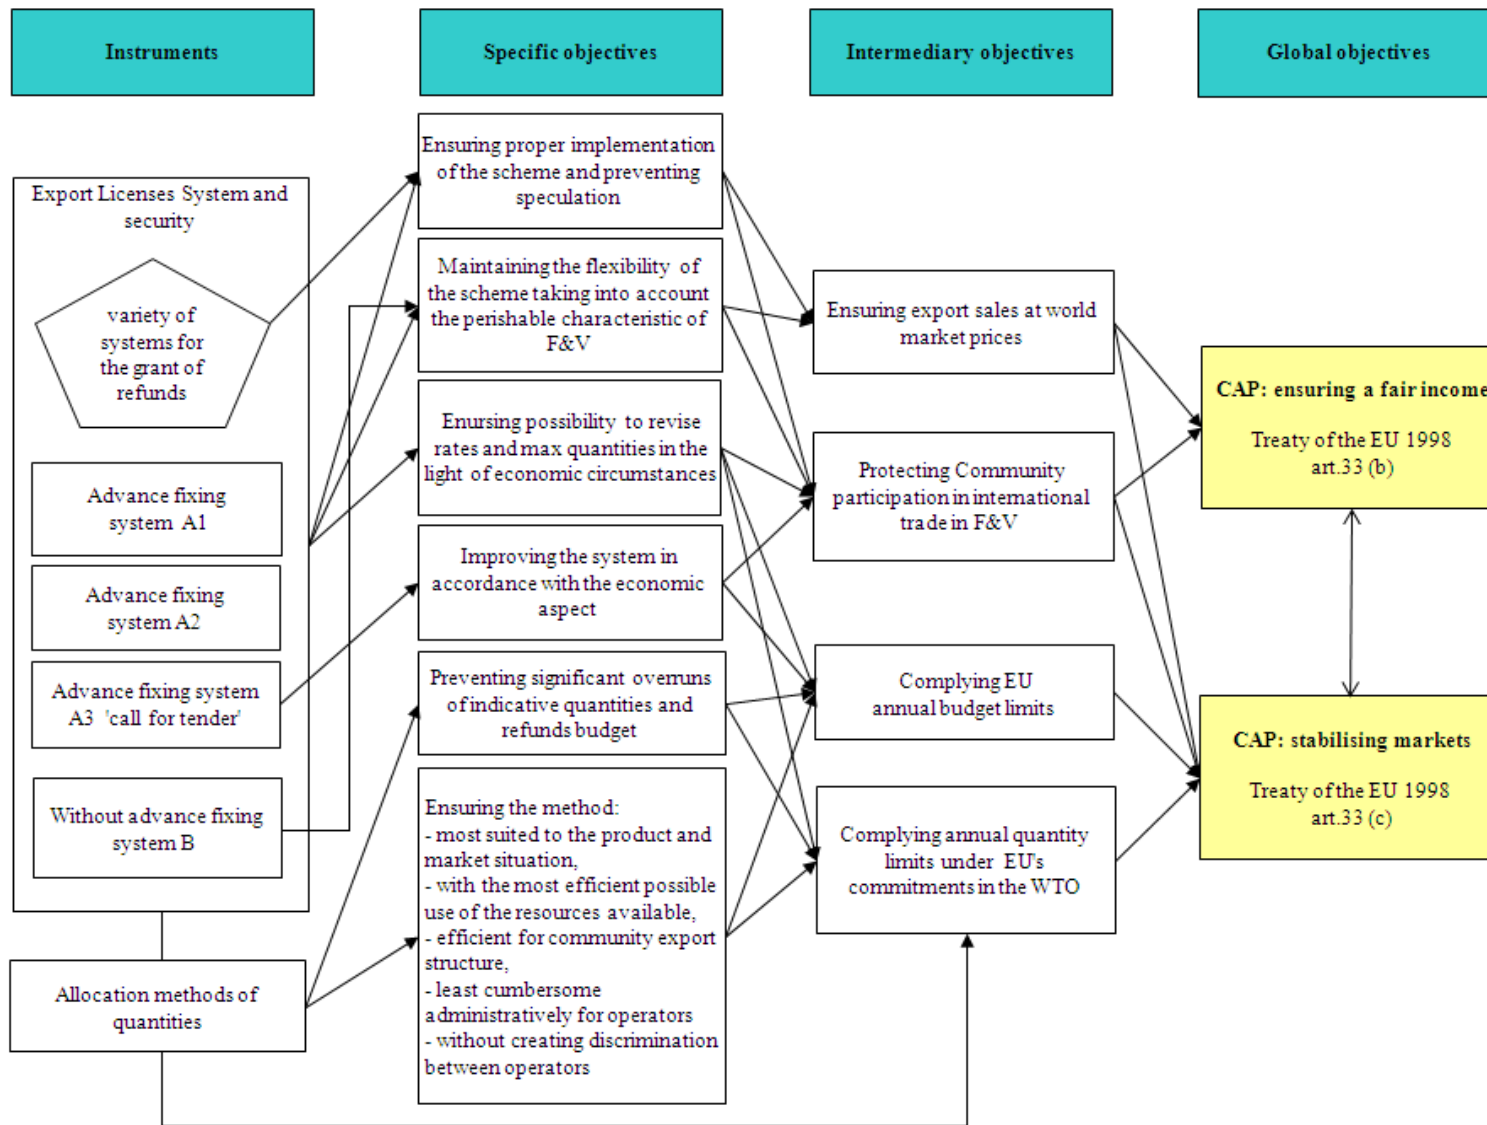 Instruments
Specific objectives
Intermediary objectives
Global objectives
Export Licenses System and
security
variety of
systems for
the grant of
refunds
Advance fixing
system A1
Advance fixing
system A2
Advance fixing system
A3 'call for tender'
Without advance fixing
system B
Allocation methods of
quantities
Ensuring proper implementation
of the scheme and preventing
speculation
Maintaining the flexibility of
the scheme taking into account
the perishable characteristic of
F&V
Enursing possibility to revise
rates and max quantities in the
light of economic circumstances
Improving the system in
accordance with the economic
aspect
Preventing significant overruns
of indicative quantities and
refunds budget
Ensuring the method:
- most suited to the product and
market situation,
- with the most efficient possible
use of the resources available,
- efficient for community export
structure,
- least cumbersome
administratively for operators
- without creating discrimination
between operators
Ensuring export sales at world
market prices
Protecting Community
participation in international
trade in F&V
Complying EU
annual budget limits
Complying annual quantity
limits under EU's
commitments in the WTO
CAP: ensuring a fair income
Treaty of the EU 1998
art.33 (b)
CAP: stabilising markets
Treaty of the EU 1998
art.33 (c)